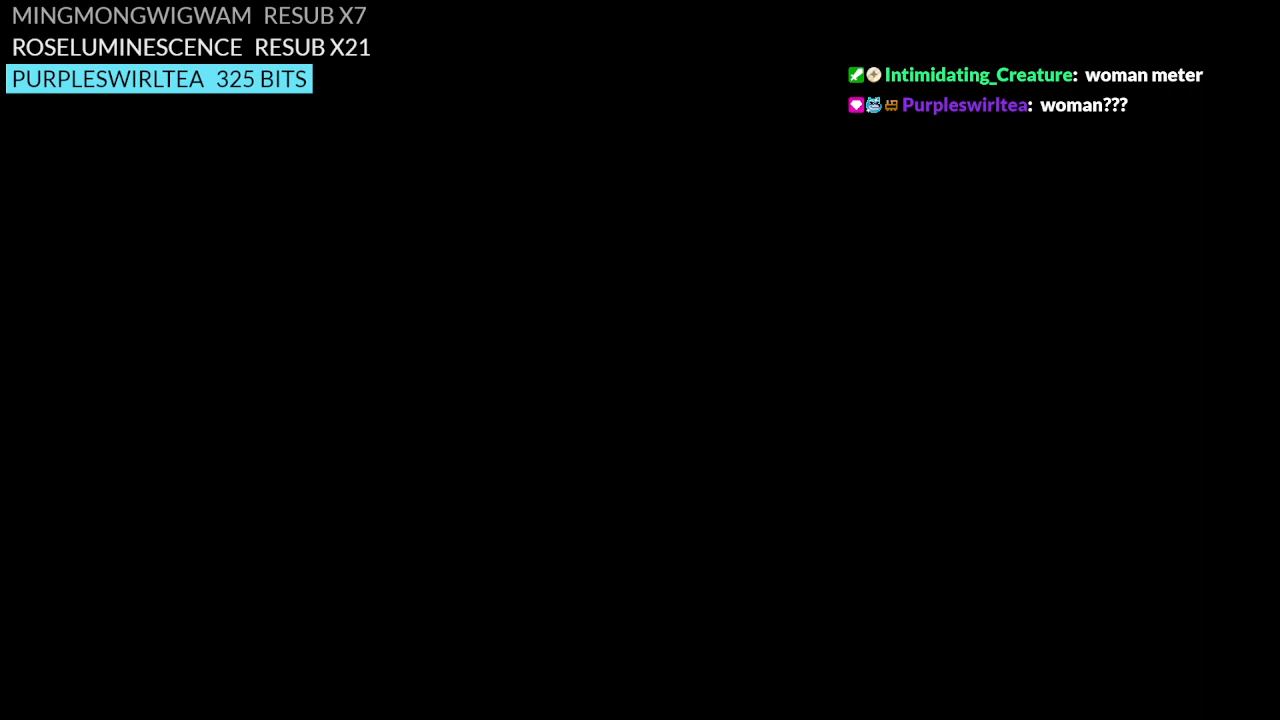 MINGMONGWIGWAM RESUB X7
ROSELUMINESCENCE RESUB X21
PURPLESWIRLTEA 325 BITS
Intimidating_Creature: woman meter
Purpleswirltea: woman???